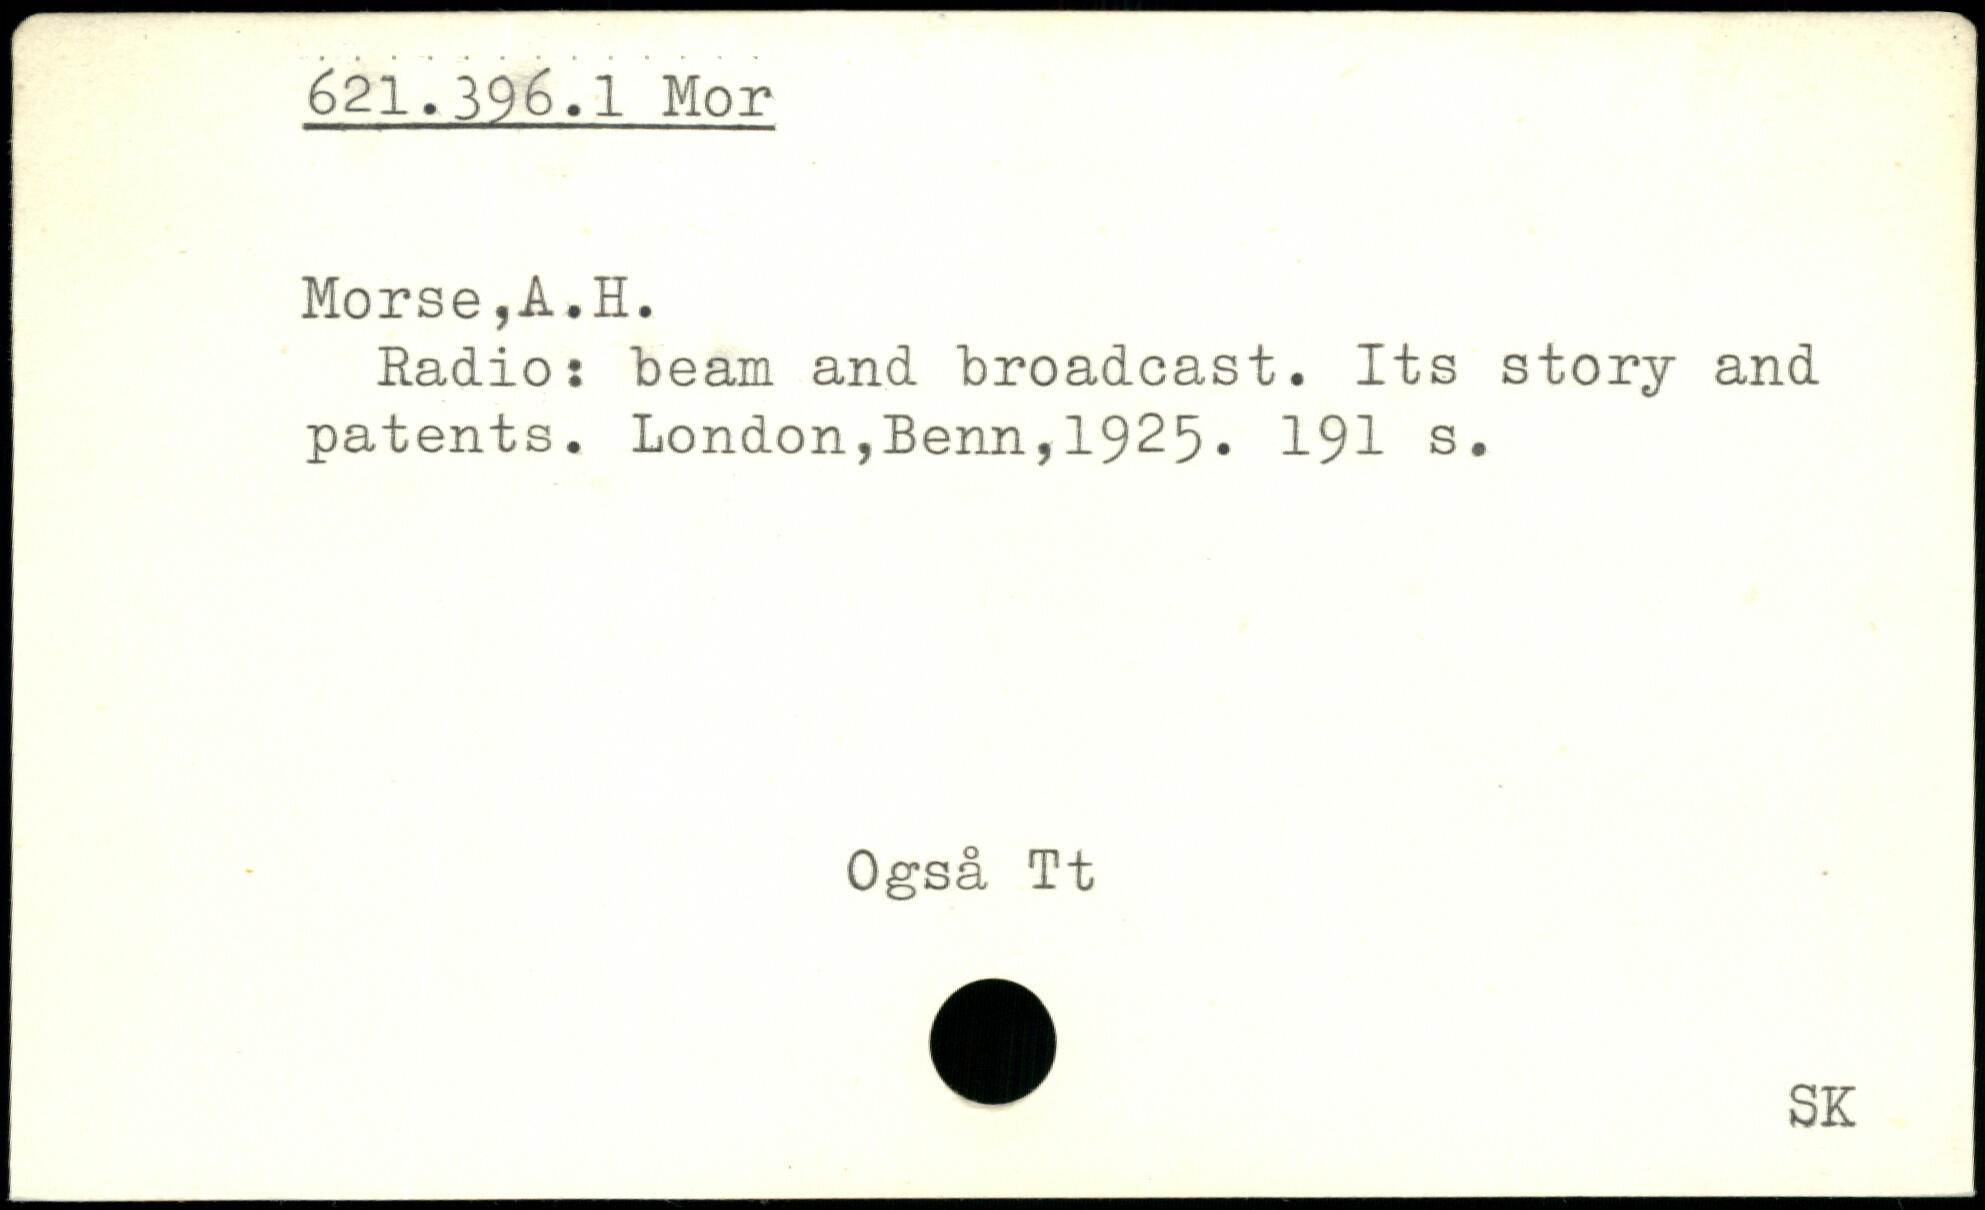 621.396.1 Mor
Morse,A.H.
Radio: beam and broadcast. Its story and
patents. London,Benn,1925. 191 s.
Også Tt
SK